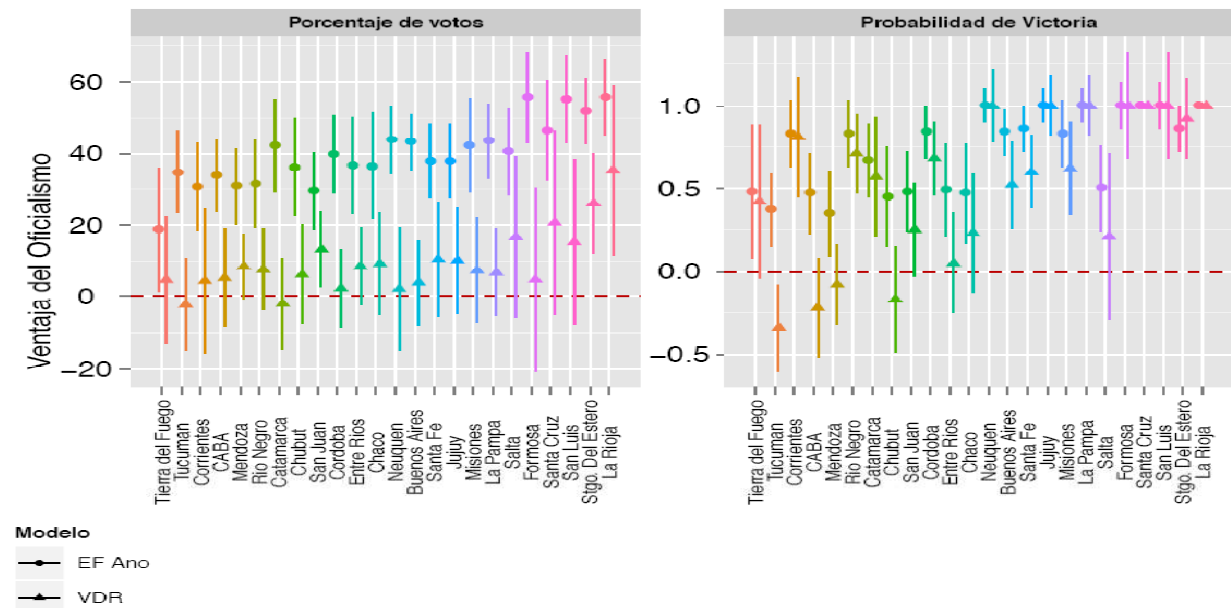 Porcentaje de votos
Probabilidad de Victoria
Ventaja del Oficialismo
60
40
20
0
−20
1.0
0.5
0.0
−0.5
Tierra del Fuego
Tucuman
Corrientes
CABA
Mendoza
Rio Negro
Catamarca
Chubut
San Juan
Cordoba
Entre Rios
Chaco
Neuquen
Buenos Aires
Santa Fe
Jujuy
Misiones
La Pampa
Salta
Formosa
Santa Cruz
San Luis
Stgo. Del Estero
La Rioja
Tierra del Fuego
Tucuman
Corrientes
CABA
Mendoza
Rio Negro
Catamarca
Chubut
San Juan
Cordoba
Entre Rios
Chaco
Neuquen
Buenos Aires
Santa Fe
Jujuy
Misiones
La Pampa
Salta
Formosa
Santa Cruz
San Luis
Stgo. Del Estero
La Rioja
Modelo
EF Ano
VDR